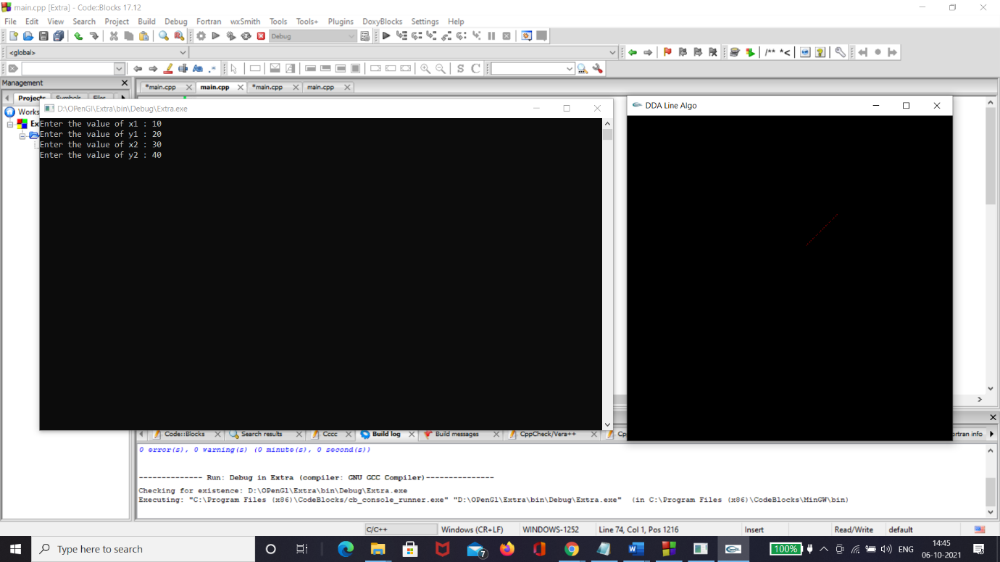 main.cpp [Extra] - Code::Blocks 17.12
File Edit View Search Project Build Debug Fortran wxSmith Tools Tools+ Plugins DoxyBlocks Settings Help
Debug
<global>
/** *<
S C
Management
*main.cpp main.cpp *main.cpp main.cpp
Projects Symbols Files
Works
Ex
D:\OPenGl\Extra\bin\Debug\Extra.exe
Enter the value of x1 : 10
Enter the value of y1 : 20
Enter the value of x2 : 30
Enter the value of y2 : 40
DDA Line Algo
Code::Blocks Search results Cccc Build log Build messages CppCheck/Vera++ Cp ortran info
0 error(s), 0 warning(s) (0 minute(s), 0 second(s))
-------------- Run: Debug in Extra (compiler: GNU GCC Compiler)---------------
Checking for existence: D:\OPenGl\Extra\bin\Debug\Extra.exe
Executing: "C:\Program Files (x86)\CodeBlocks/cb_console_runner.exe" "D:\OPenGl\Extra\bin\Debug\Extra.exe"  (in C:\Program Files (x86)\CodeBlocks\MinGW\bin)
C/C++ Windows (CR+LF) WINDOWS-1252 Line 74, Col 1, Pos 1216 Insert Read/Write default
Type here to search
7
100%
ENG
14:45
06-10-2021